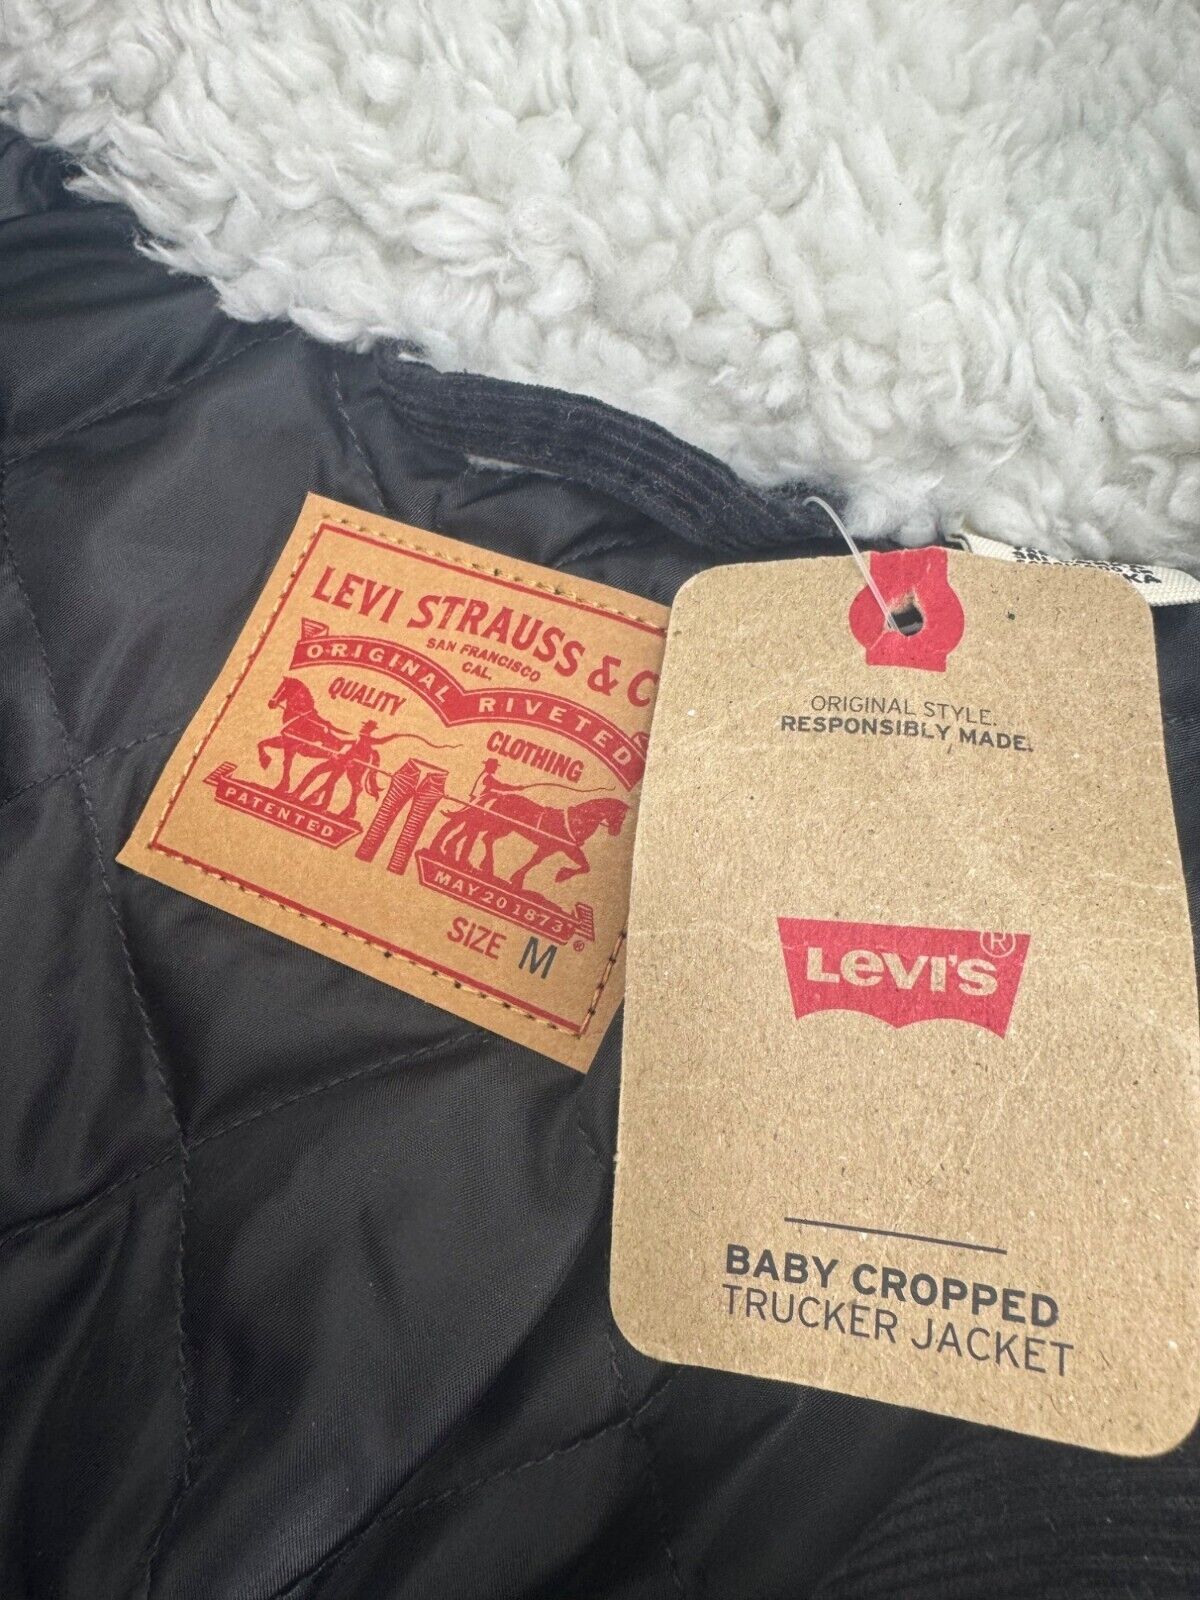 LEVI STRAUSS & C
SAN FRANCISCO
CAL.
ORIGINAL RIVETED
QUALITY
CLOTHING
PATENTED
MAY 20 1873
®
SIZE M
ORIGINAL STYLE.
RESPONSIBLY MADE.
LEVI'S®
BABY CROPPED
TRUCKER JACKET